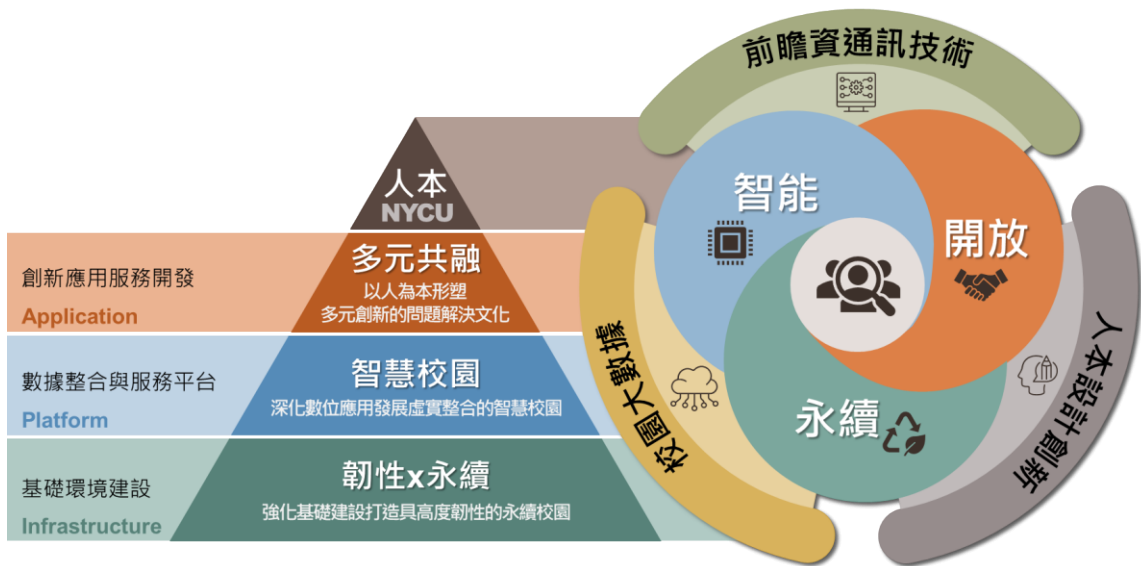 人本
NYCU
創新應用服務開發
Application
多元共融
以人為本形塑
多元創新的問題解決文化
數據整合與服務平台
Platform
智慧校園
深化數位應用發展虛實整合的智慧校園
基礎環境建設
Infrastructure
韌性x永續
強化基礎建設打造具高度韌性的永續校園
前瞻資通訊技術
智能
開放
永續
校園大數據
人本設計創新